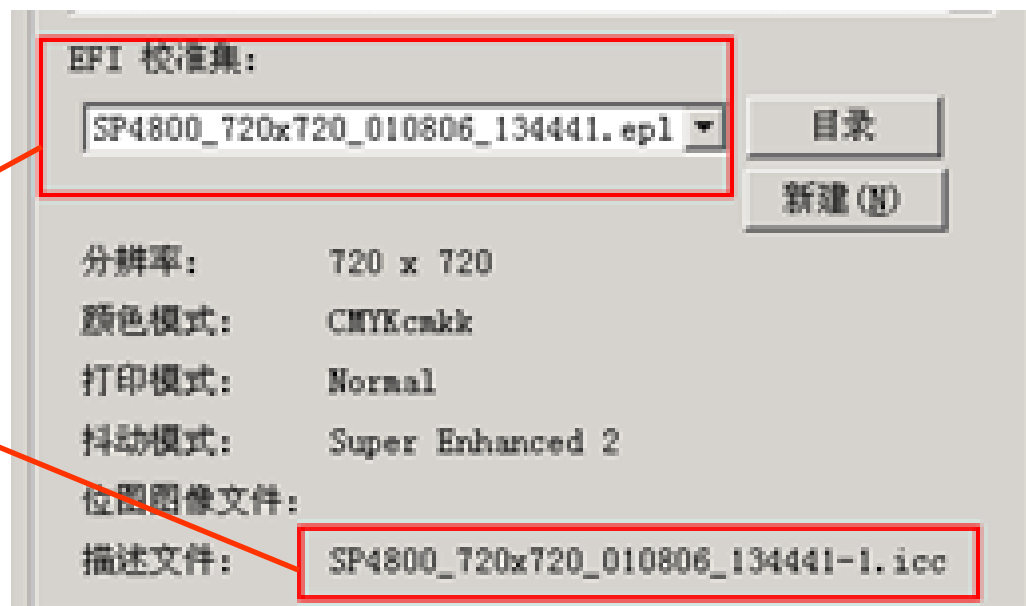 EFI 校准集:
SP4800_720x720_010806_134441.epl
目录
新建(N)
分辨率: 720 x 720
颜色模式: CMYKcmkk
打印模式: Normal
抖动模式: Super Enhanced 2
位图图像文件:
描述文件: SP4800_720x720_010806_134441-1.icc